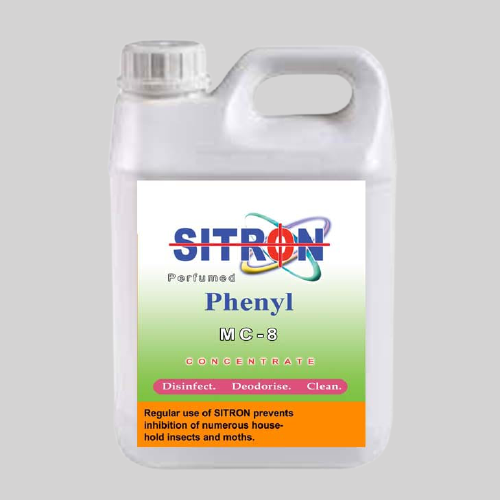 SITRON
Perfumed
Phenyl
MC-8
CONCENTRATE
Disinfect. Deodorise. Clean.
Regular use of SITRON prevents
inhibition of numerous house-
hold insects and moths.